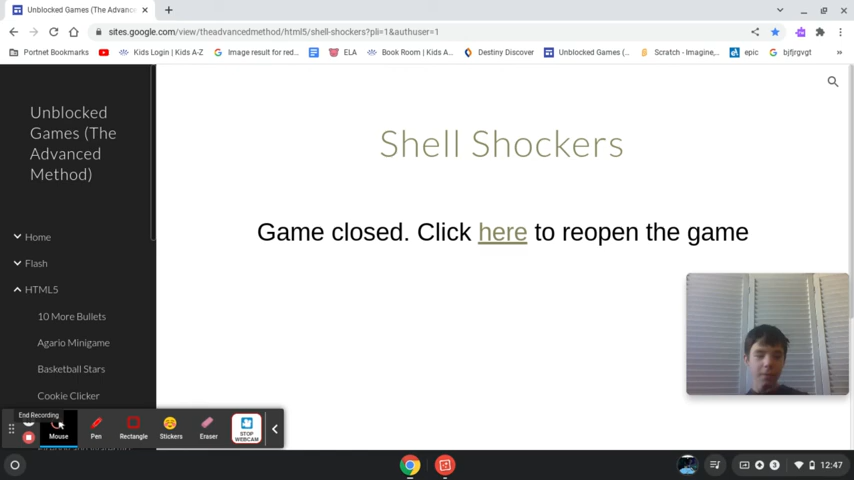 Unblocked Games (The Advanced
sites.google.com/view/theadvancedmethod/html5/shell-shockers?pli=1&authuser=1
Portnet Bookmarks
Kids Login | Kids A-Z
Image result for red...
ELA
Book Room | Kids A...
Destiny Discover
Unblocked Games (...
Scratch - Imagine,...
epic
bjfjrgvgt
Unblocked
Games (The
Advanced
Method)
Home
Flash
HTML5
10 More Bullets
Agario Minigame
Basketball Stars
Cookie Clicker
Shell Shockers
Game closed. Click here to reopen the game
End Recording
Mouse
Pen
Rectangle
Stickers
Eraser
STOP
WEBCAM
3
12:47